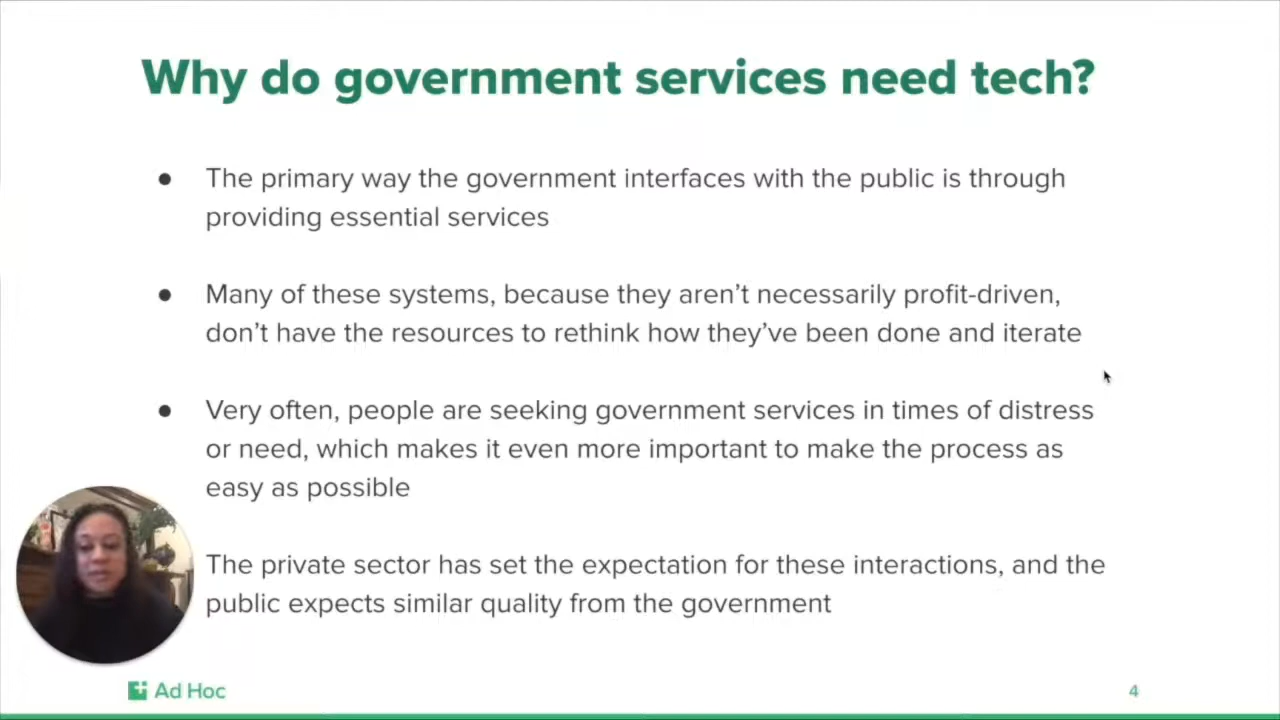 Why do government services need tech?
● The primary way the government interfaces with the public is through
providing essential services
● Many of these systems, because they aren’t necessarily profit-driven,
don’t have the resources to rethink how they’ve been done and iterate
● Very often, people are seeking government services in times of distress
or need, which makes it even more important to make the process as
easy as possible
The private sector has set the expectation for these interactions, and the
public expects similar quality from the government
Ad Hoc
4